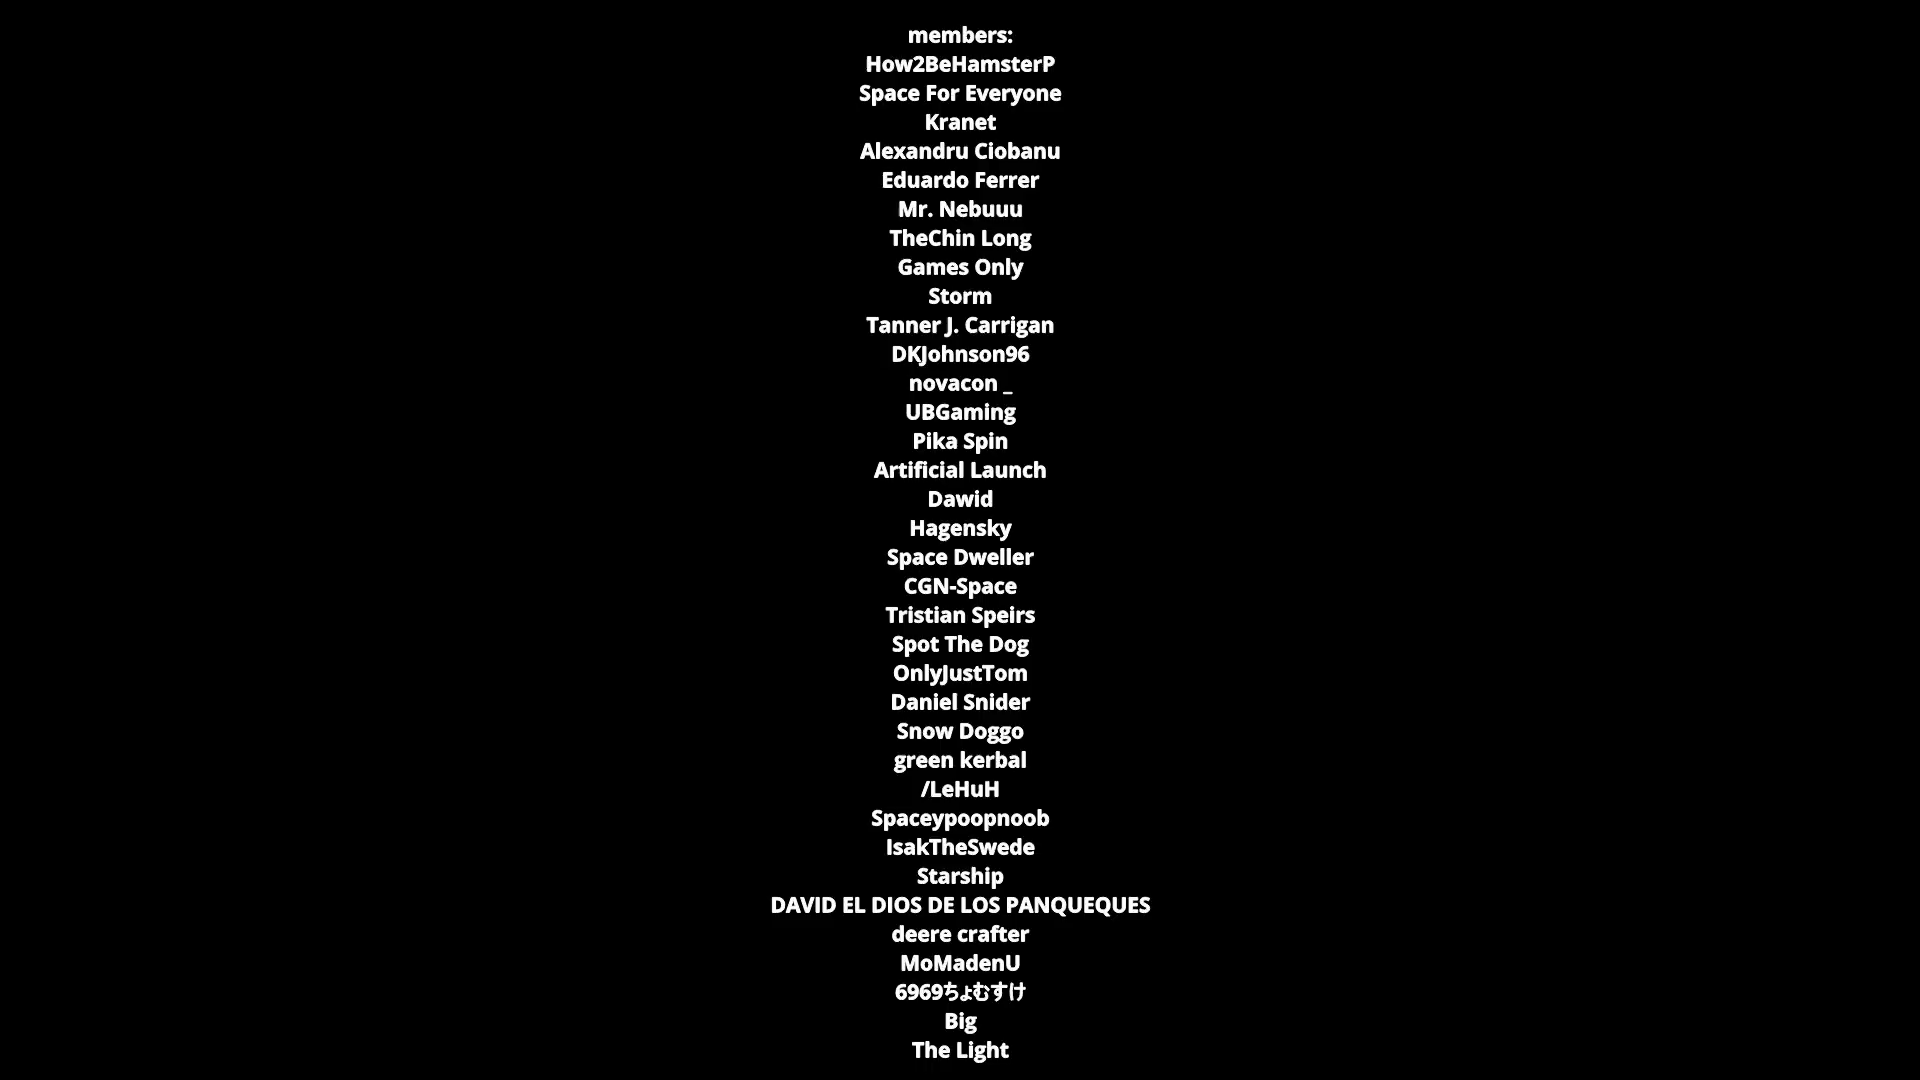 members:
How2BeHamsterP
Space For Everyone
Kranet
Alexandru Ciobanu
Eduardo Ferrer
Mr. Nebuuu
TheChin Long
Games Only
Storm
Tanner J. Carrigan
DKJohnson96
novacon _
UBGaming
Pika Spin
Artificial Launch
Dawid
Hagensky
Space Dweller
CGN-Space
Tristian Speirs
Spot The Dog
OnlyJustTom
Daniel Snider
Snow Doggo
green kerbal
/LeHuH
Spaceypoopnoob
IsakTheSwede
Starship
DAVID EL DIOS DE LOS PANQUEQUES
deere crafter
MoMadenU
6969ちょむすけ
Big
The Light